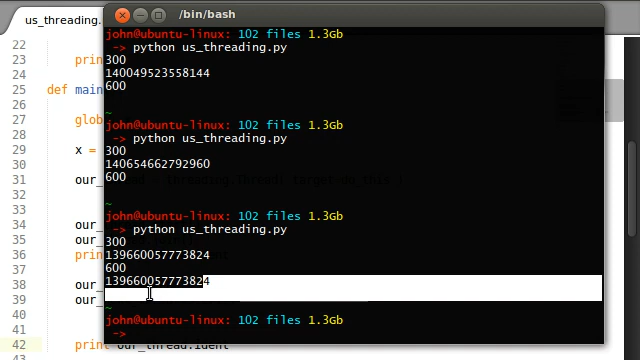 us_threading.
/bin/bash
22
23 prin
24
25 def main
26
27 glob
28
29 x =
30
31 our_
32
34 our_
35 our_
36 prin
38 our_
39 our_
40
42 print our_thread.ident
43
john@ubuntu-linux: 102 files 1.3Gb
-> python us_threading.py
300
140049523558144
600
~
john@ubuntu-linux: 102 files 1.3Gb
-> python us_threading.py
300
140654662792960
600
~
john@ubuntu-linux: 102 files 1.3Gb
-> python us_threading.py
300
139660057773824
600
139660057773824
~
john@ubuntu-linux: 102 files 1.3Gb
->